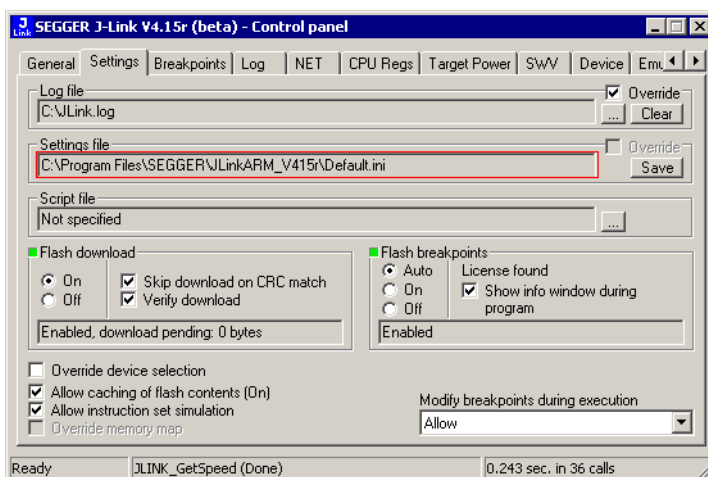 SEGGER J-Link V4.15r (beta) - Control panel
General Settings Breakpoints Log NET CPU Regs Target Power SWV Device
Log file
Override
C:\JLink.log
... Clear
Settings file
Override
C:\Program Files\SEGGER\JLinkARM_V415r\Default.ini
Save
Script file
Not specified
...
Flash download
On
Off
Skip download on CRC match
Verify download
Enabled, download pending: 0 bytes
Flash breakpoints
Auto
On
Off
License found
Show info window during
program
Enabled
Override device selection
Allow caching of flash contents (On)
Allow instruction set simulation
Override memory map
Modify breakpoints during execution
Allow
Ready JLINK_GetSpeed (Done) 0.243 sec. in 36 calls